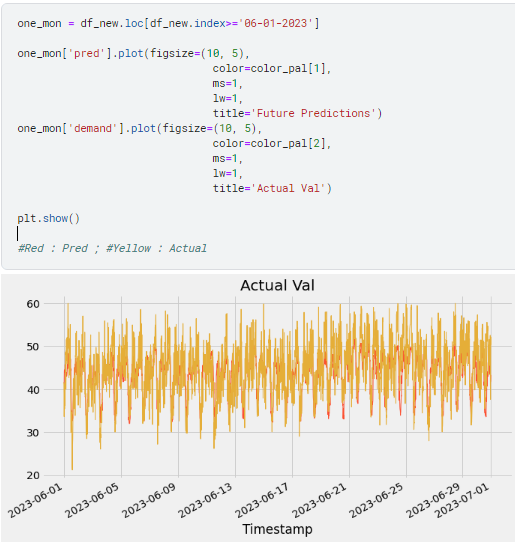 one_mon = df_new.loc[df_new.index>='06-01-2023']
one_mon['pred'].plot(figsize=(10, 5),
color=color_pal[1],
ms=1,
lw=1,
title='Future Predictions')
one_mon['demand'].plot(figsize=(10, 5),
color=color_pal[2],
ms=1,
lw=1,
title='Actual Val')
plt.show()
#Red : Pred ; #Yellow : Actual
Actual Val
60
50
40
30
20
2023-06-01
2023-06-05
2023-06-09
2023-06-13
2023-06-17
2023-06-21
2023-06-25
2023-06-29
2023-07-01
Timestamp